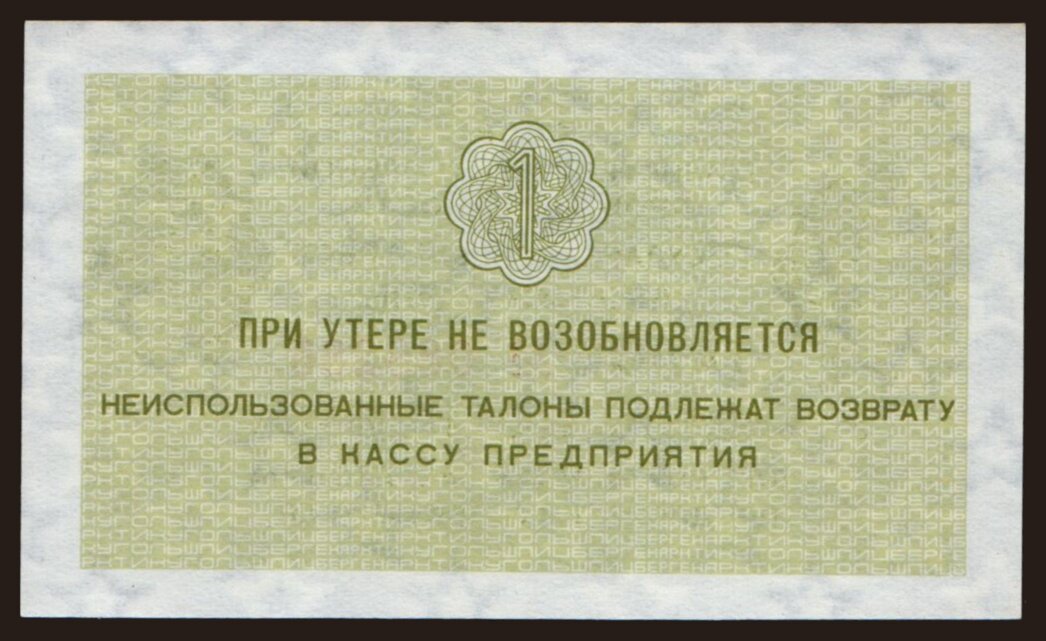 1
ПРИ УТЕРЕ НЕ ВОЗОБНОВЛЯЕТСЯ
НЕИСПОЛЬЗОВАННЫЕ ТАЛОНЫ ПОДЛЕЖАТ ВОЗВРАТУ
В КАССУ ПРЕДПРИЯТИЯ